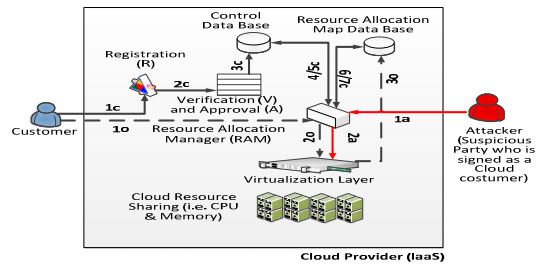 Control
Data Base
Resource Allocation
Map Data Base
Registration
(R)
3c
4/5c
6/7c
3o
2c
1c
Verification (V)
and Approval (A)
1a
Customer
1o
Resource Allocation
Manager (RAM)
2o
2a
Attacker
(Suspicious
Party who is
signed as a
Cloud
costumer)
Virtualization Layer
Cloud Resource
Sharing (i.e. CPU
& Memory)
Cloud Provider (IaaS)